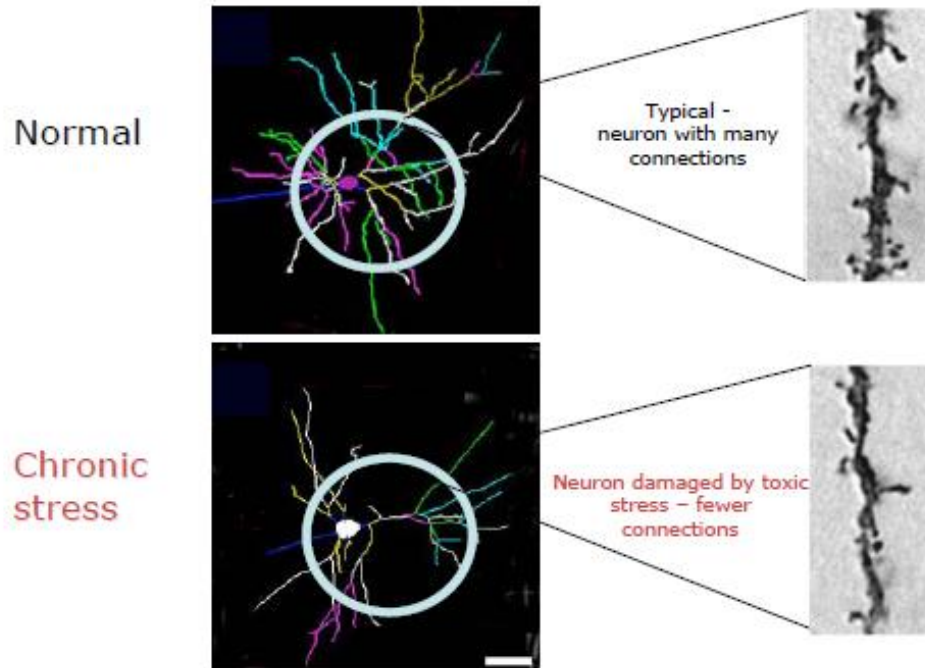 Normal
Typical -
neuron with many
connections
Chronic
stress
Neuron damaged by toxic
stress – fewer
connections